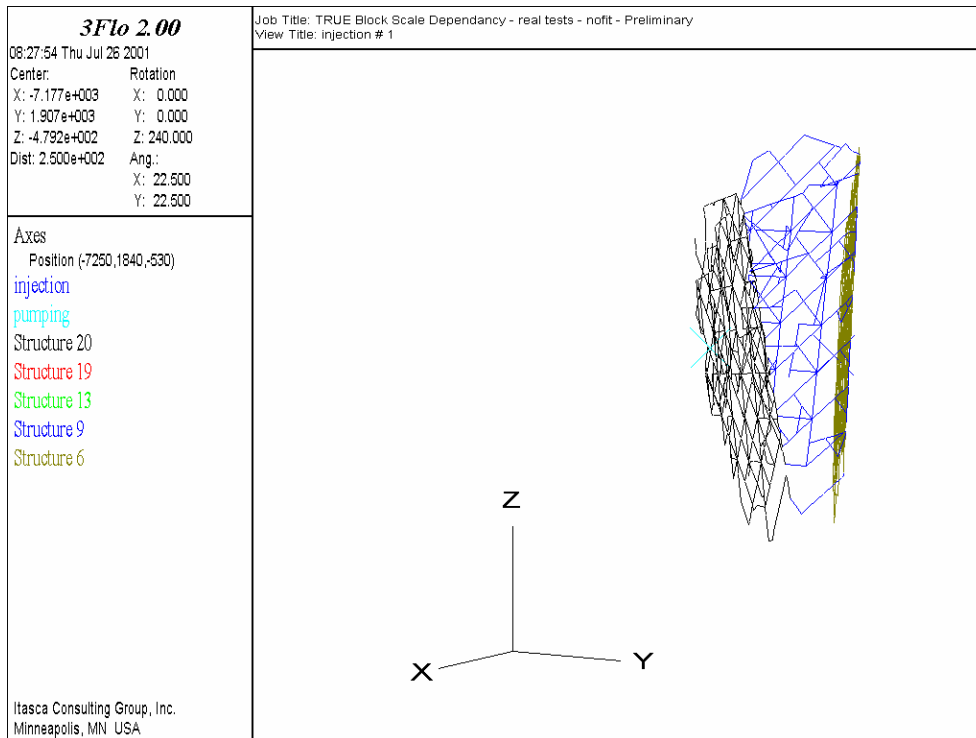 3Flo 2.00
08:27:54 Thu Jul 26 2001
Center: Rotation
X: -7.177e+003 X: 0.000
Y: 1.907e+003 Y: 0.000
Z: -4.792e+002 Z: 240.000
Dist: 2.500e+002 Ang.:
X: 22.500
Y: 22.500
Job Title: TRUE Block Scale Dependancy - real tests - nofit - Preliminary
View Title: injection # 1
Axes
Position (-7250,1840,-530)
injection
pumping
Structure 20
Structure 19
Structure 13
Structure 9
Structure 6
Z
X
Y
Itasca Consulting Group, Inc.
Minneapolis, MN USA